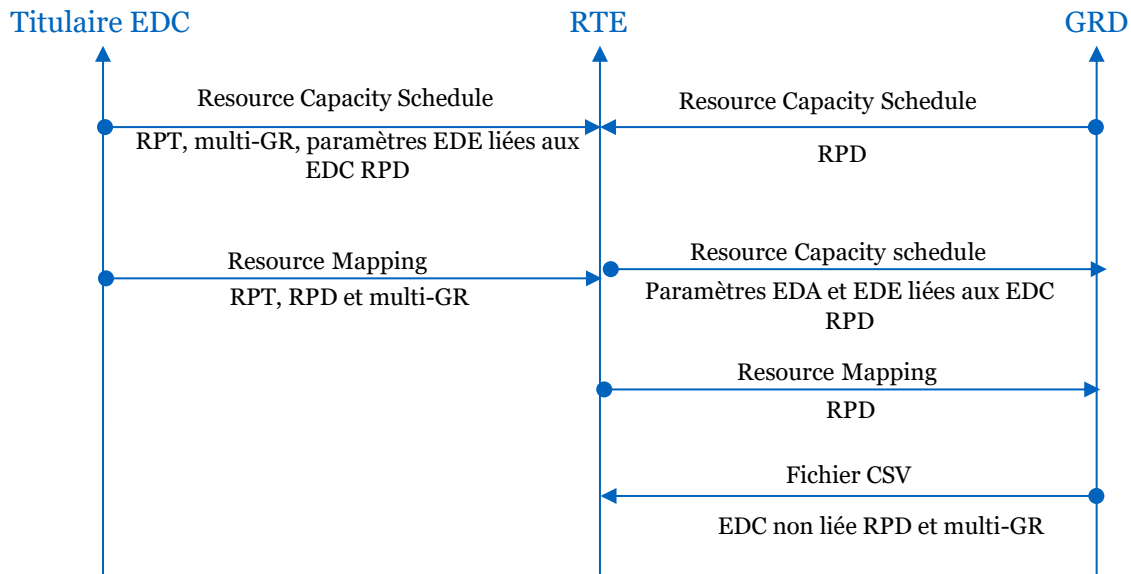 Titulaire EDC
RTE
GRD
Resource Capacity Schedule
RPT, multi-GR, paramètres EDE liées aux
EDC RPD
Resource Capacity Schedule
RPD
Resource Mapping
RPT, RPD et multi-GR
Resource Capacity schedule
Paramètres EDA et EDE liées aux EDC
RPD
Resource Mapping
RPD
Fichier CSV
EDC non liée RPD et multi-GR